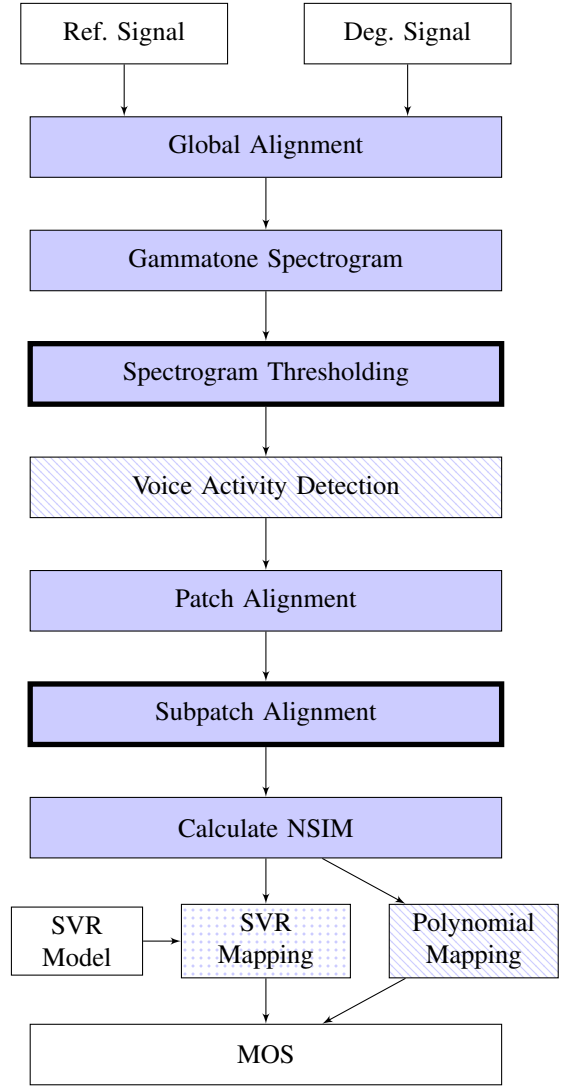 Ref. Signal
Deg. Signal
Global Alignment
Gammatone Spectrogram
Spectrogram Thresholding
Voice Activity Detection
Patch Alignment
Subpatch Alignment
Calculate NSIM
SVR
Model
SVR
Mapping
Polynomial
Mapping
MOS